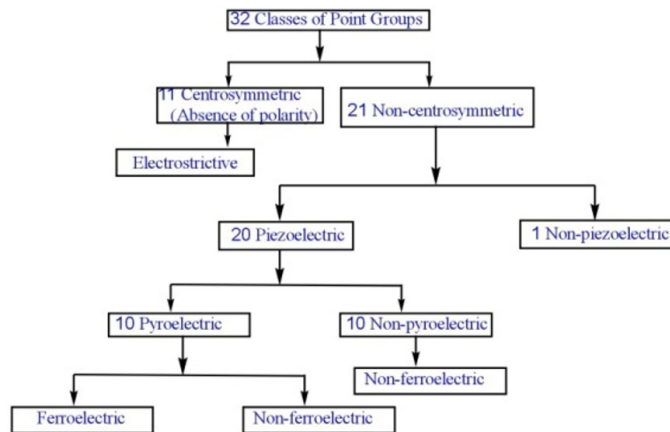 32 Classes of Point Groups
11 Centrosymmetric
(Absence of polarity)
21 Non-centrosymmetric
Electrostrictive
20 Piezoelectric
1 Non-piezoelectric
10 Pyroelectric
10 Non-pyroelectric
Non-ferroelectric
Ferroelectric
Non-ferroelectric